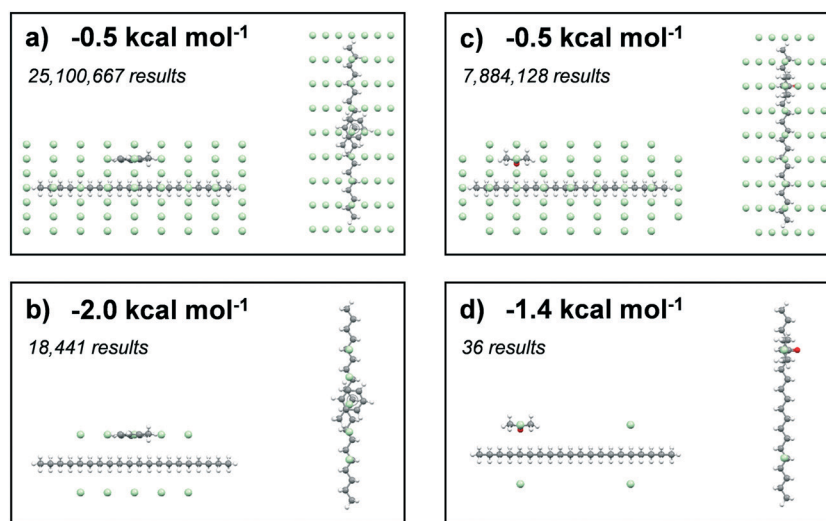 a) -0.5 kcal mol⁻¹
25,100,667 results
b) -2.0 kcal mol⁻¹
18,441 results
c) -0.5 kcal mol⁻¹
7,884,128 results
d) -1.4 kcal mol⁻¹
36 results